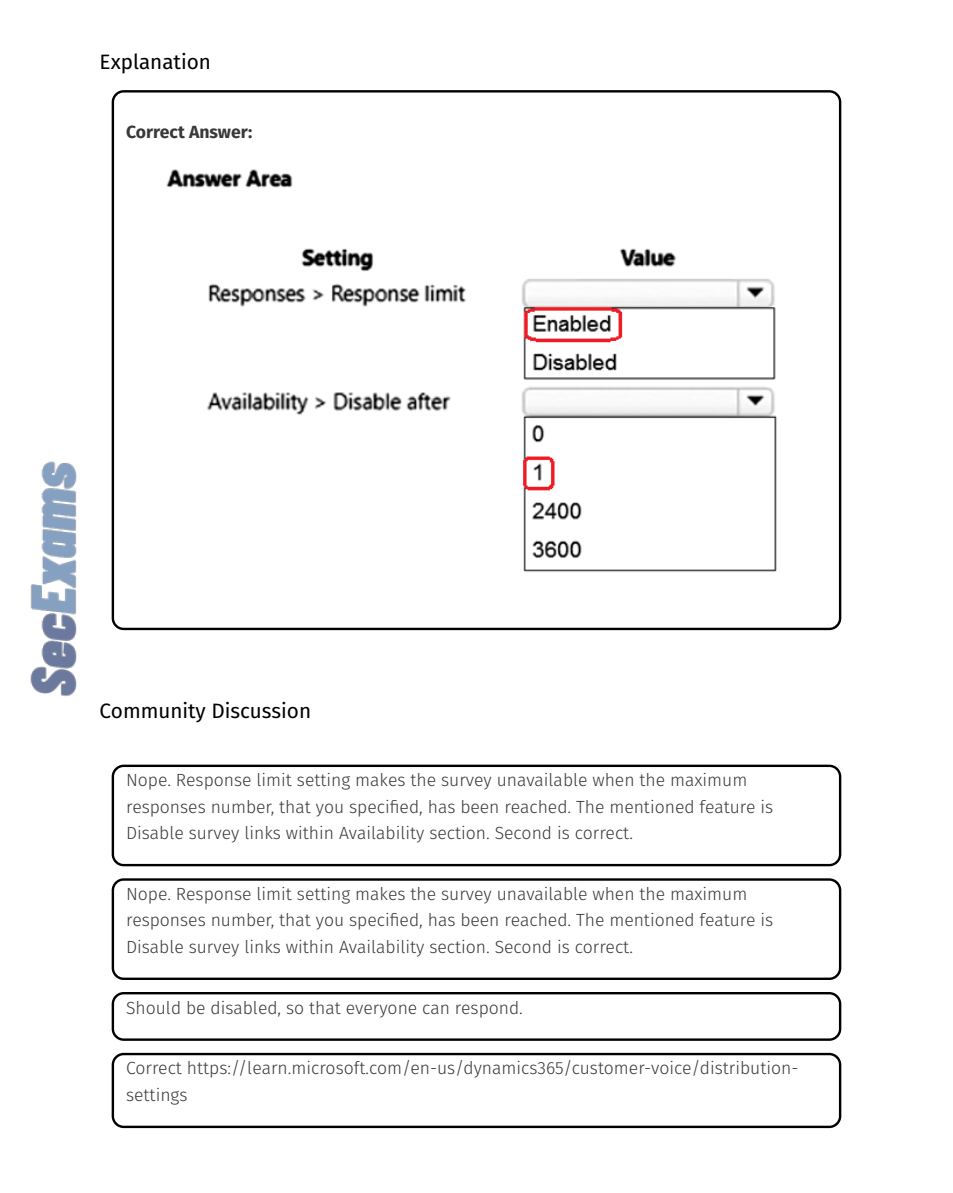 Explanation
Correct Answer:
Answer Area
Setting Value
Responses > Response limit
Enabled
Disabled
Availability > Disable after
0
1
2400
3600
SecExams
Community Discussion
Nope. Response limit setting makes the survey unavailable when the maximum
responses number, that you specified, has been reached. The mentioned feature is
Disable survey links within Availability section. Second is correct.
Nope. Response limit setting makes the survey unavailable when the maximum
responses number, that you specified, has been reached. The mentioned feature is
Disable survey links within Availability section. Second is correct.
Should be disabled, so that everyone can respond.
Correct https://learn.microsoft.com/en-us/dynamics365/customer-voice/distribution-
settings